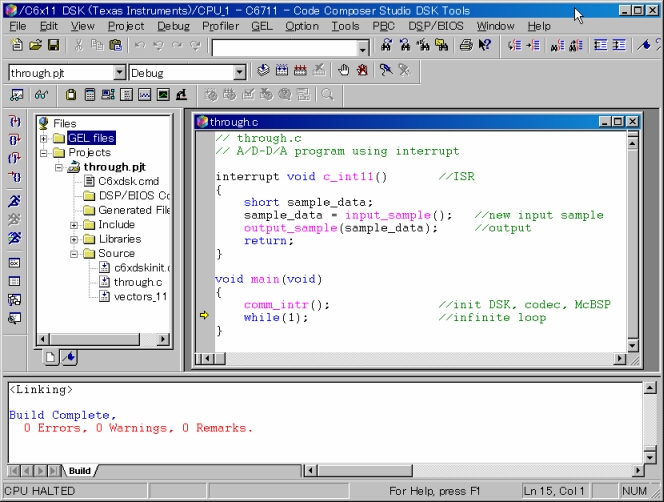 /C6x11 DSK (Texas Instruments)/CPU_1 - C6711 - Code Composer Studio DSK Tools
File Edit View Project Debug Profiler GEL Option Tools PBC DSP/BIOS Window Help
through.pjt Debug
Files
GEL files
Projects
through.pjt
C6xdsk.cmd
DSP/BIOS Co
Generated File
Include
Libraries
Source
c6xdskinit.c
through.c
vectors_11
through.c
// through.c
// A/D-D/A program using interrupt
interrupt void c_int11() //ISR
{
short sample_data;
sample_data = input_sample(); //new input sample
output_sample(sample_data); //output
return;
}
void main(void)
{
comm_intr(); //init DSK, codec, McBSP
while(1); //infinite loop
}
<Linking>
Build Complete,
0 Errors, 0 Warnings, 0 Remarks.
Build
CPU HALTED For Help, press F1 Ln 15, Col 1 NUM